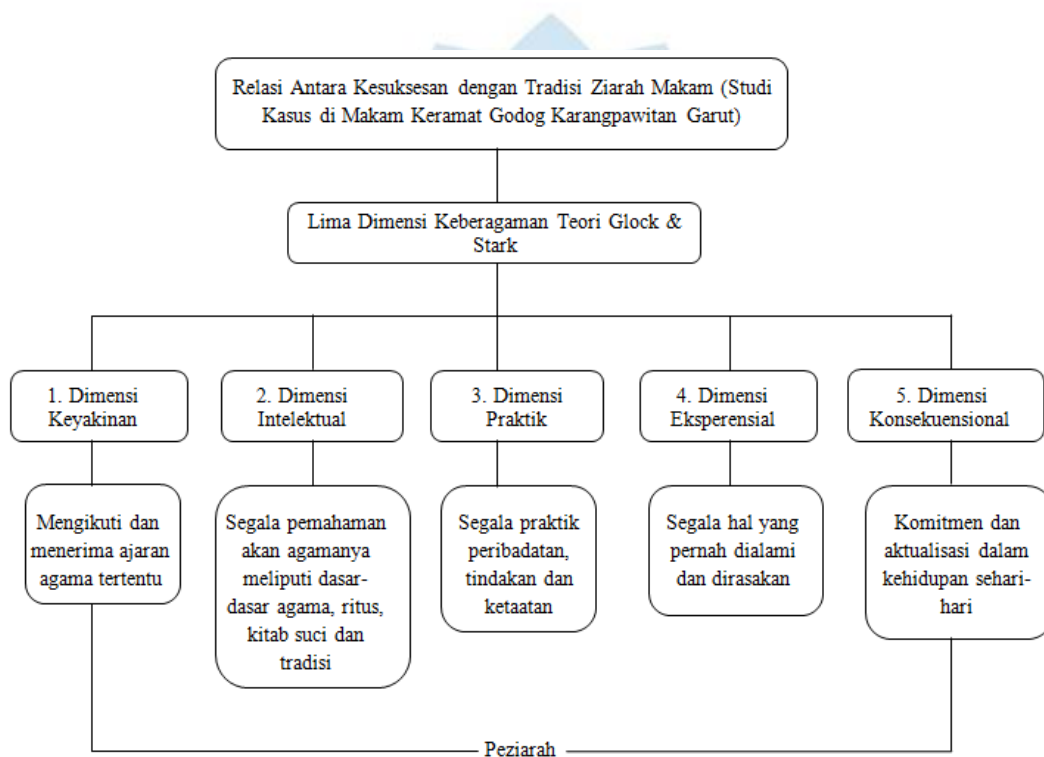 Relasi Antara Kesuksesan dengan Tradisi Ziarah Makam (Studi
Kasus di Makam Keramat Godog Karangpawitan Garut)
Lima Dimensi Keberagaman Teori Glock &
Stark
1. Dimensi
Keyakinan
2. Dimensi
Intelektual
3. Dimensi
Praktik
4. Dimensi
Eksperensial
5. Dimensi
Konsekuensional
Mengikuti dan
menerima ajaran
agama tertentu
Segala pemahaman
akan agamanya
meliputi dasar-
dasar agama, ritus,
kitab suci dan
tradisi
Segala praktik
peribadatan,
tindakan dan
ketaatan
Segala hal yang
pernah dialami
dan dirasakan
Komitmen dan
aktualisasi dalam
kehidupan sehari-
hari
Peziarah